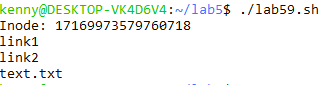 kenny@DESKTOP-VK4D6V4:~/lab5$ ./lab59.sh
Inode: 17169973579760718
link1
link2
text.txt